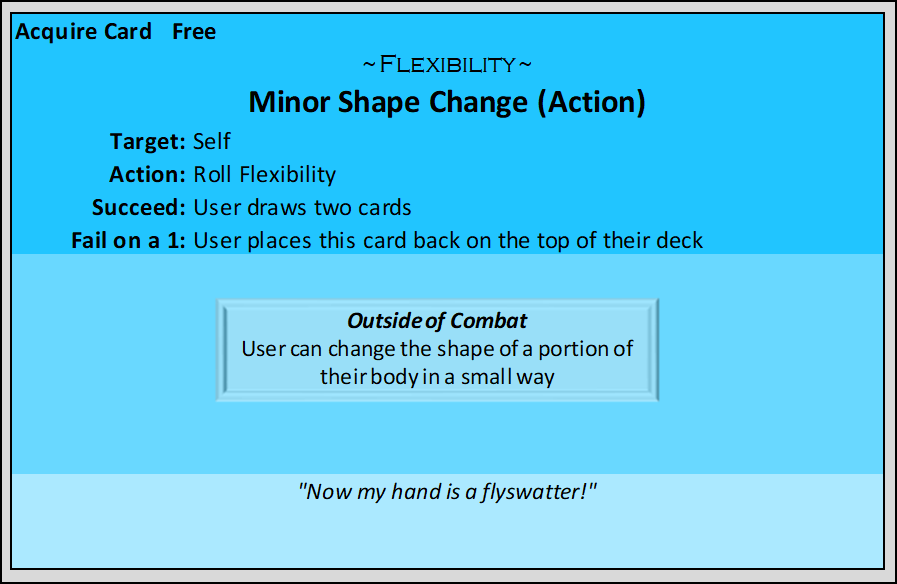 Acquire Card Free
~Flexibility~
Minor Shape Change (Action)
Target: Self
Action: Roll Flexibility
Succeed: User draws two cards
Fail on a 1: User places this card back on the top of their deck
Outside of Combat
User can change the shape of a portion of
their body in a small way
"Now my hand is a flyswatter!"